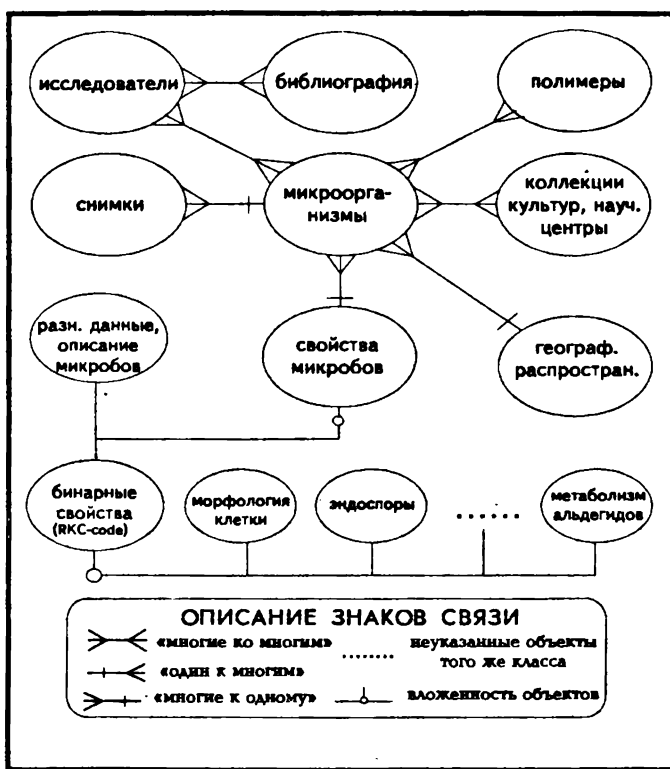 исследователи
библиография
полимеры
снимки
микроорга-
низмы
коллекции
культур, науч.
центры
разн. данные,
описание
микробов
свойства
микробов
географ.
распростран.
бинарные
свойства
(RKC-code)
морфология
клетки
эндоспоры
......
метаболизм
альдегидов
ОПИСАНИЕ ЗНАКОВ СВЯЗИ
«многие ко многим»
«один к многим»
«многие к одному»
........ неуказанные объекты
того же класса
вложенность объектов